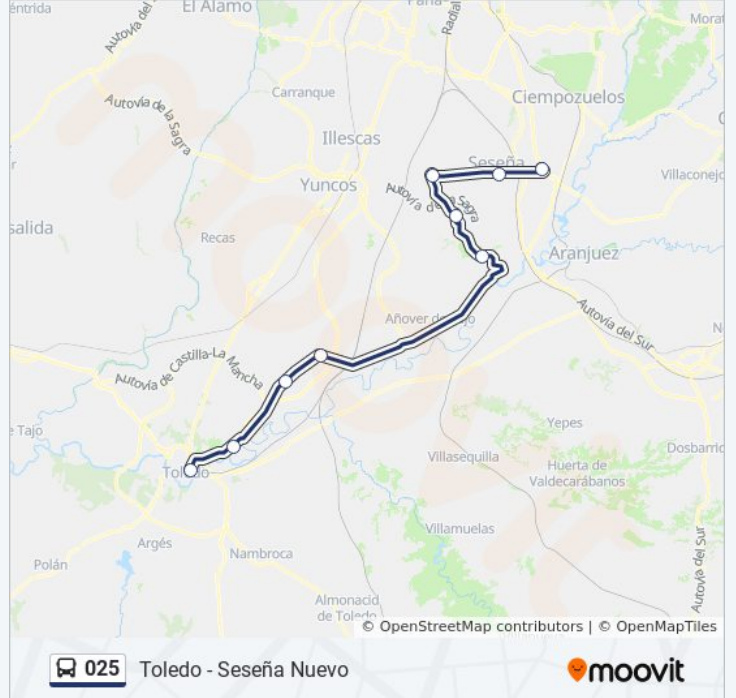 éntrida
El Álamo
Autovía del
Radial
Morat
Carranque
Ciempozuelos
Autovía de la Sagra
Illescas
Seseña
Villaconejo
Yuncos
Autovía de la Sagra
salida
Recas
Aranjuez
Añover de Tajo
Autovía del Sur
Autovía de Castilla-La Mancha
e Tajo
Yepes
Dosbarrio
Villasequilla
Huerta de
Valdecarábanos
Toledo
Villamuelas
Argés
Nambroca
Polán
Autovía del Sur
Almonacid
de Toledo
© OpenStreetMap contributors | © OpenMapTiles
025 Toledo - Seseña Nuevo
moovit